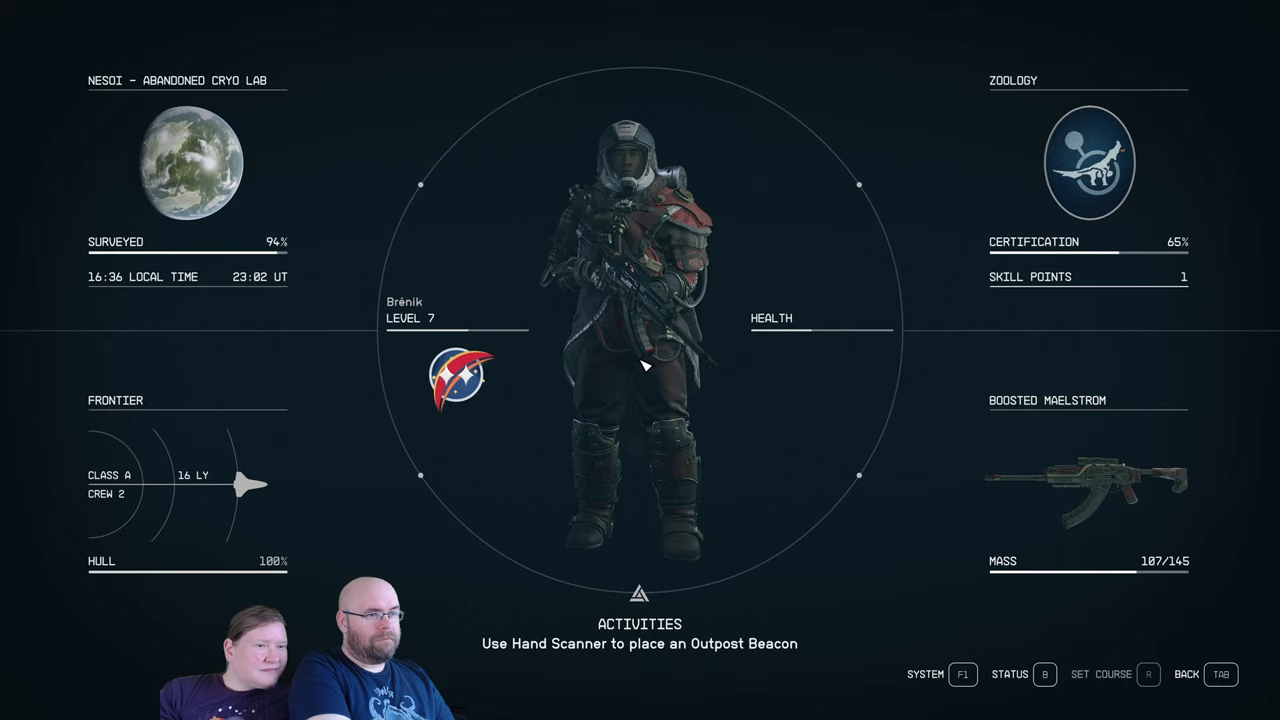 NESOI – ABANDONED CRYO LAB
SURVEYED 94%
16:36 LOCAL TIME 23:02 UT
ZOOLOGY
CERTIFICATION 65%
SKILL POINTS 1
Brénik
LEVEL 7
HEALTH
FRONTIER
CLASS A
16 LY
CREW 2
HULL 100%
BOOSTED MAELSTROM
MASS 107/145
ACTIVITIES
Use Hand Scanner to place an Outpost Beacon
SYSTEM F1 STATUS B SET COURSE R BACK TAB